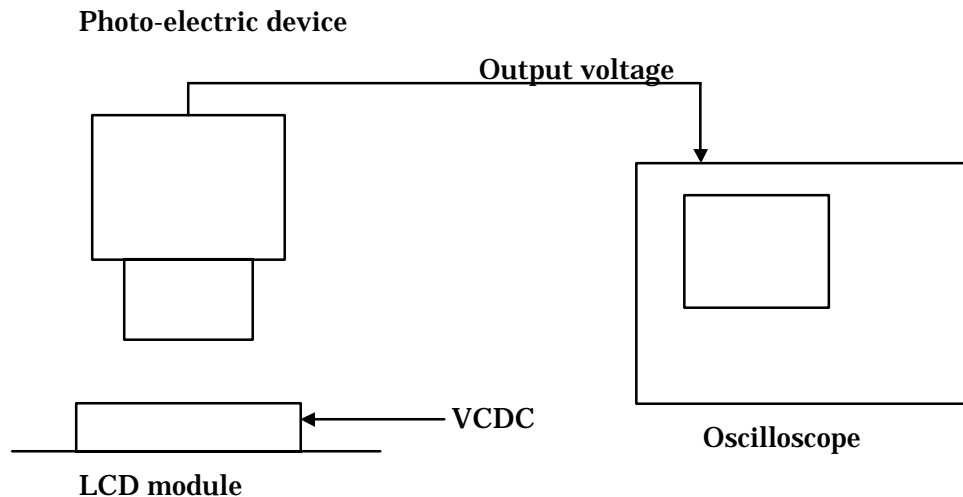 Photo-electric device
Output voltage
VCDC
Oscilloscope
LCD module